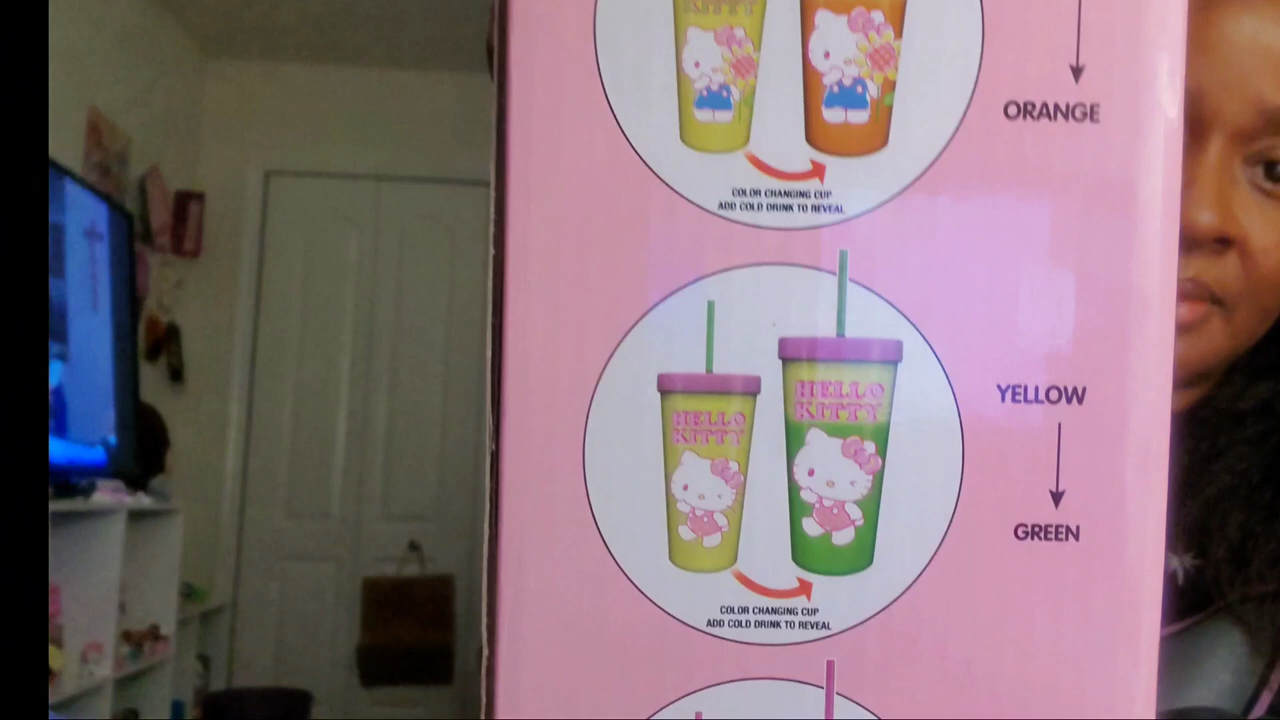 KITTY
ORANGE
COLOR CHANGING CUP
ADD COLD DRINK TO REVEAL
HELLO
KITTY
HELLO
KITTY
YELLOW
GREEN
COLOR CHANGING CUP
ADD COLD DRINK TO REVEAL